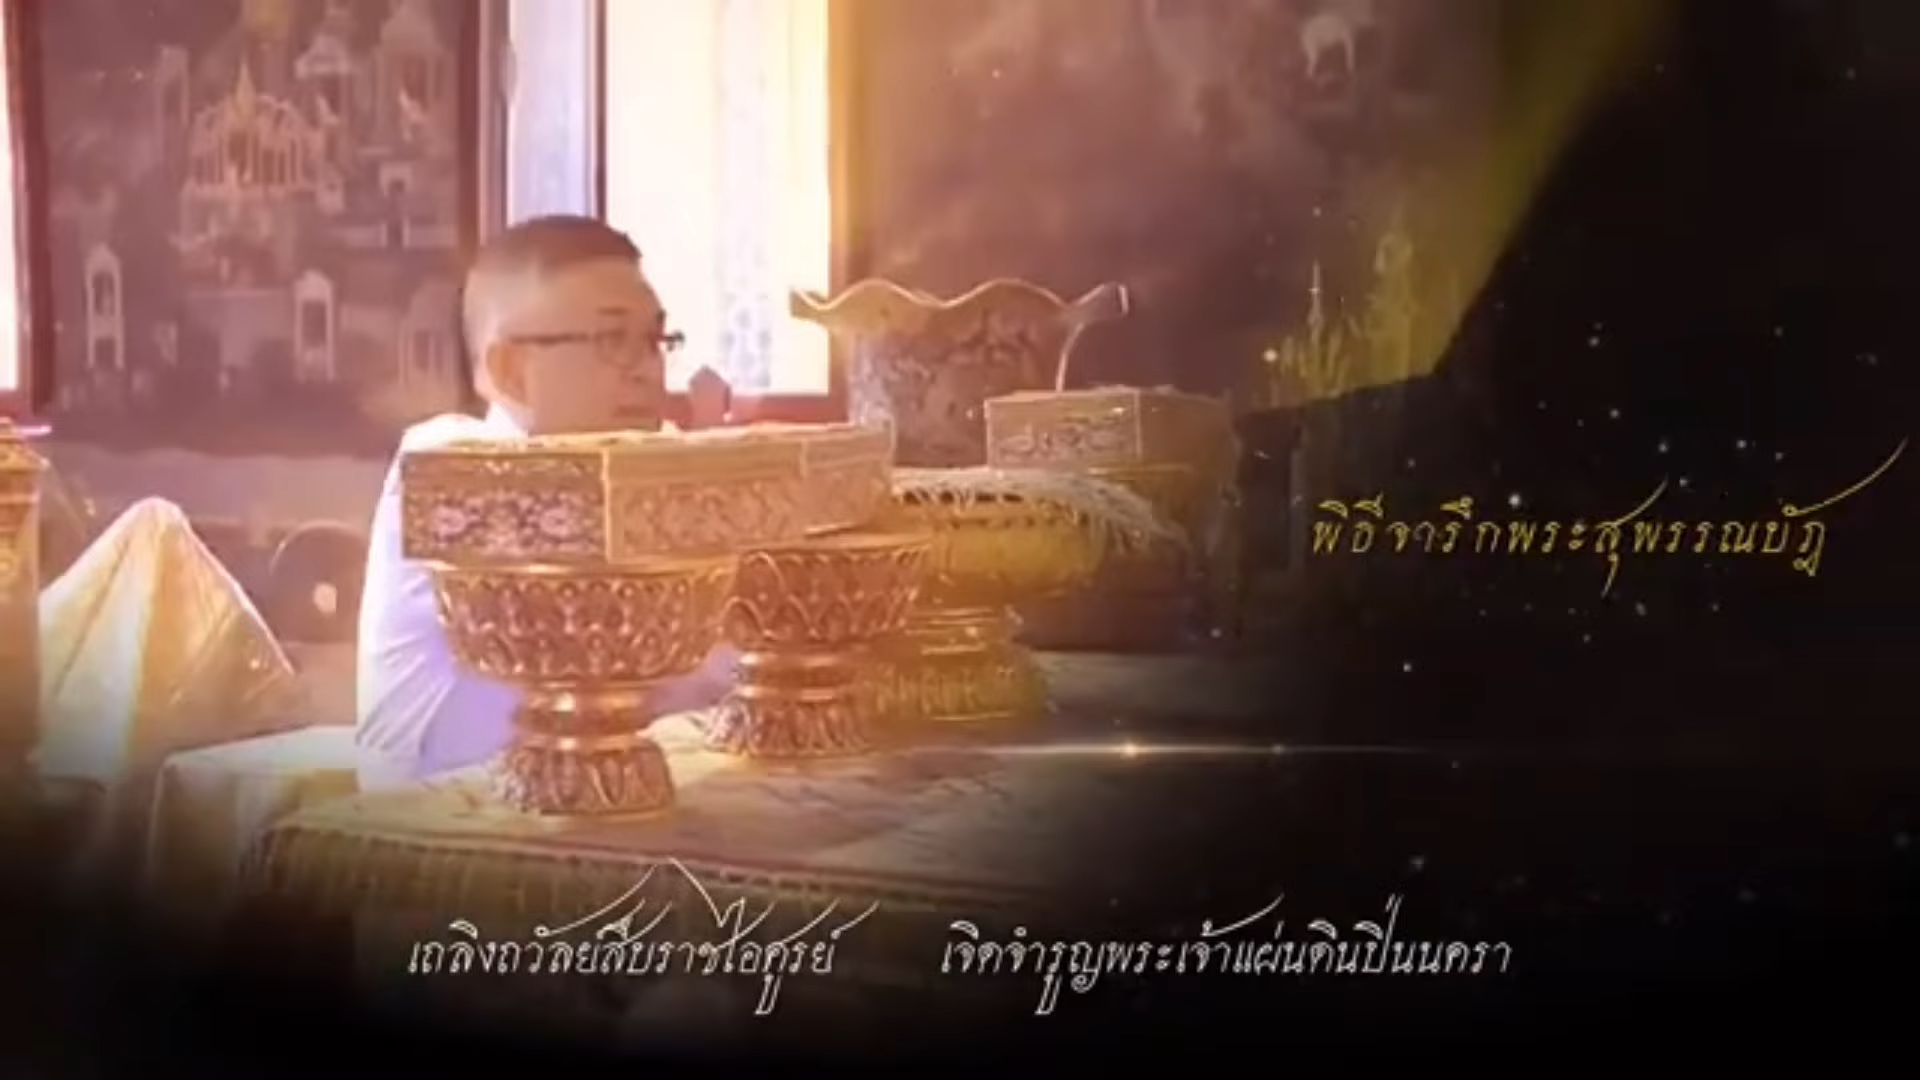 พิธีจารึกพระสุพรรณบัฏ
เถลิงถวัลย์สืบราชไอศูรย์ เจิดจำรูญพระเจ้าแผ่นดินปิ่นนครา